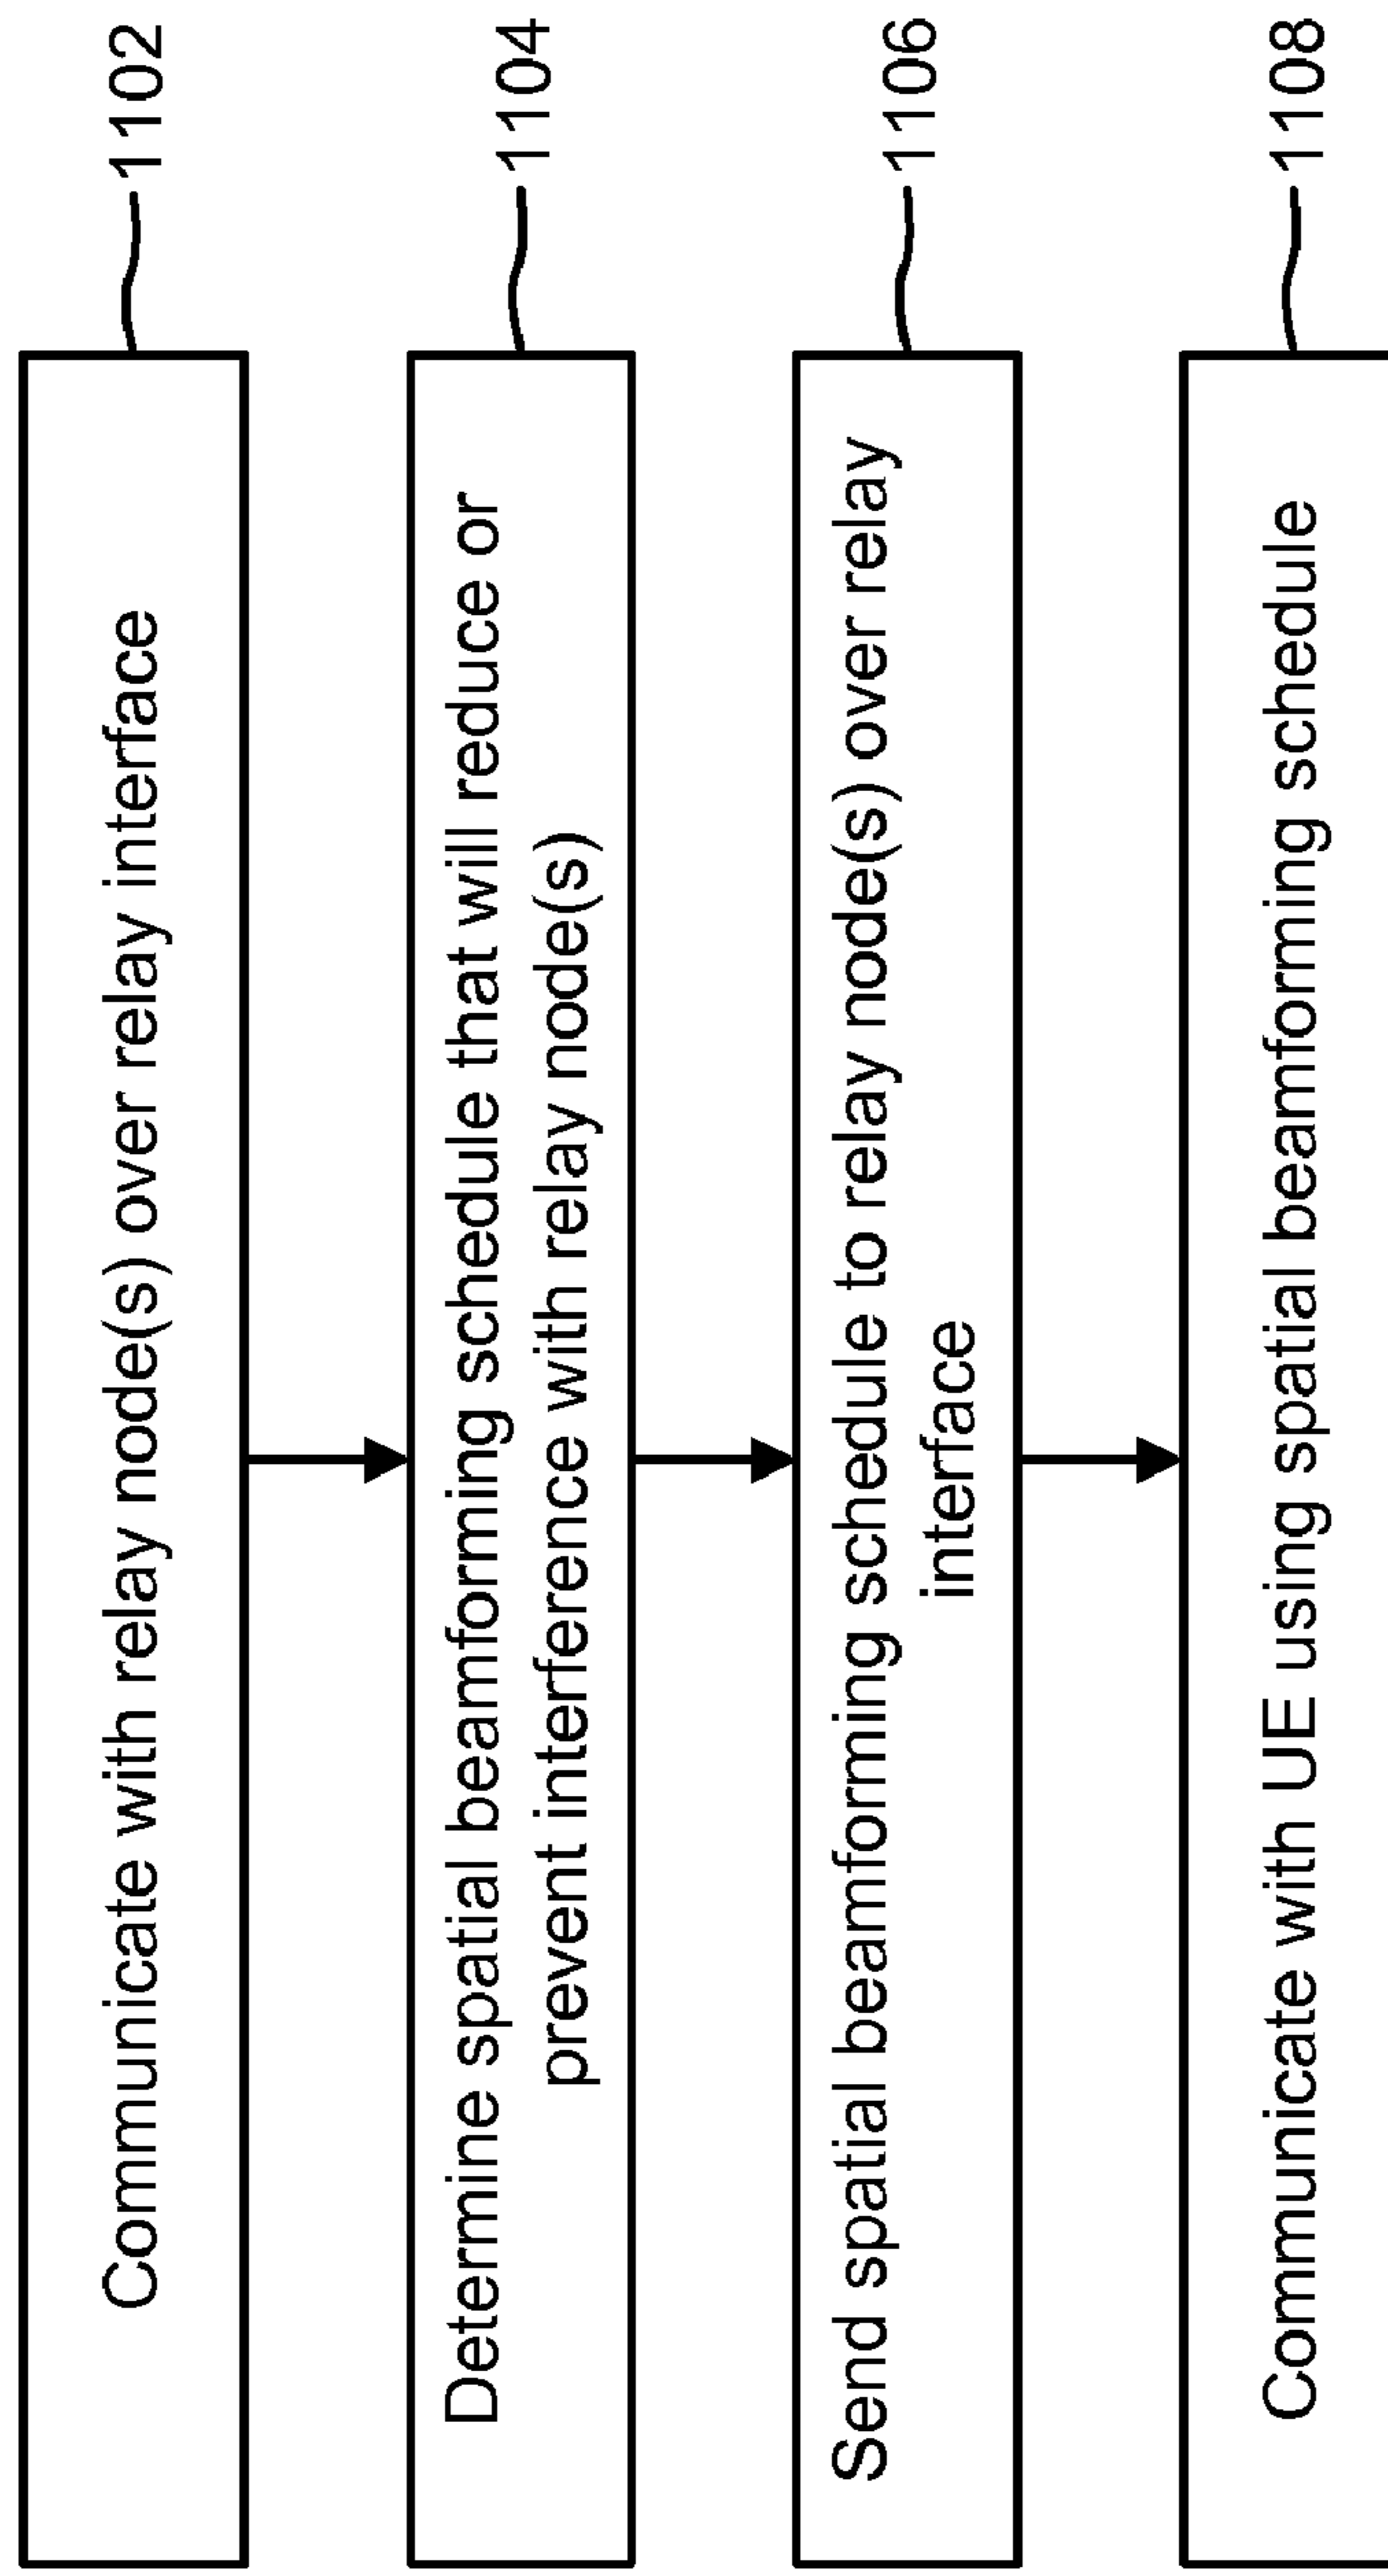 Communicate with relay node(s) over relay interface
1102
Determine spatial beamforming schedule that will reduce or
prevent interference with relay node(s)
1104
Send spatial beamforming schedule to relay node(s) over relay
interface
1106
Communicate with UE using spatial beamforming schedule
1108